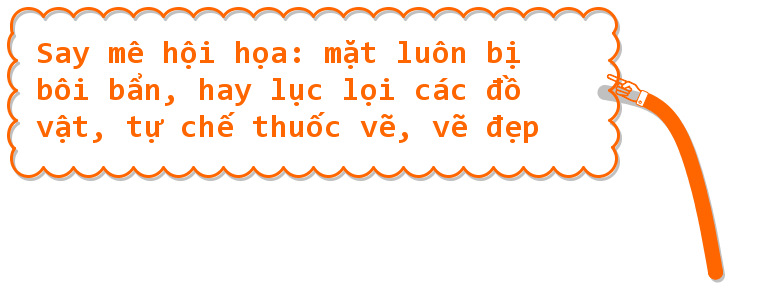 Say mê hội họa: mặt luôn bị
bôi bẩn, hay lục lọi các đồ
vật, tự chế thuốc vẽ, vẽ đẹp